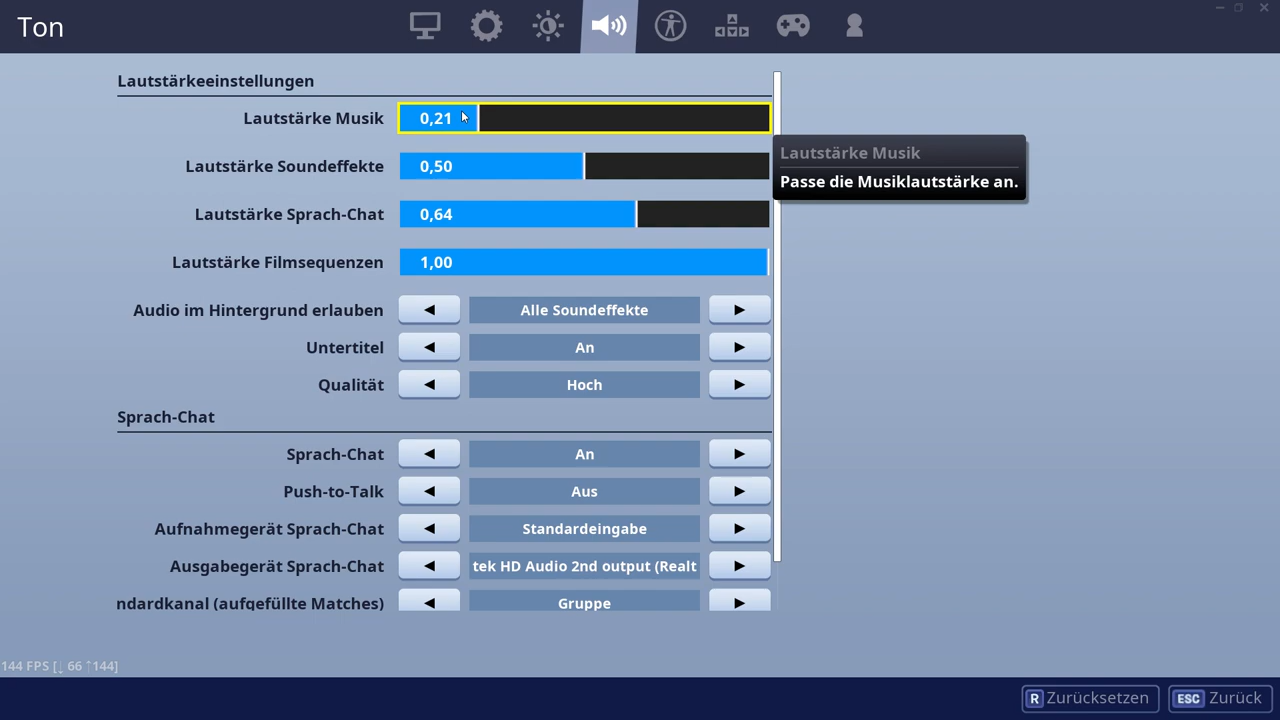 Ton
Lautstärkeeinstellungen
Lautstärke Musik 0,21
Lautstärke Musik
Passe die Musiklautstärke an.
Lautstärke Soundeffekte 0,50
Lautstärke Sprach-Chat 0,64
Lautstärke Filmsequenzen 1,00
Audio im Hintergrund erlauben Alle Soundeffekte
Untertitel An
Qualität Hoch
Sprach-Chat
Sprach-Chat An
Push-to-Talk Aus
Aufnahmegerät Sprach-Chat Standardeingabe
Ausgabegerät Sprach-Chat tek HD Audio 2nd output (Realt
ndardkanal (aufgefüllte Matches) Gruppe
144 FPS [↓ 66 ↑144]
R Zurücksetzen ESC Zurück